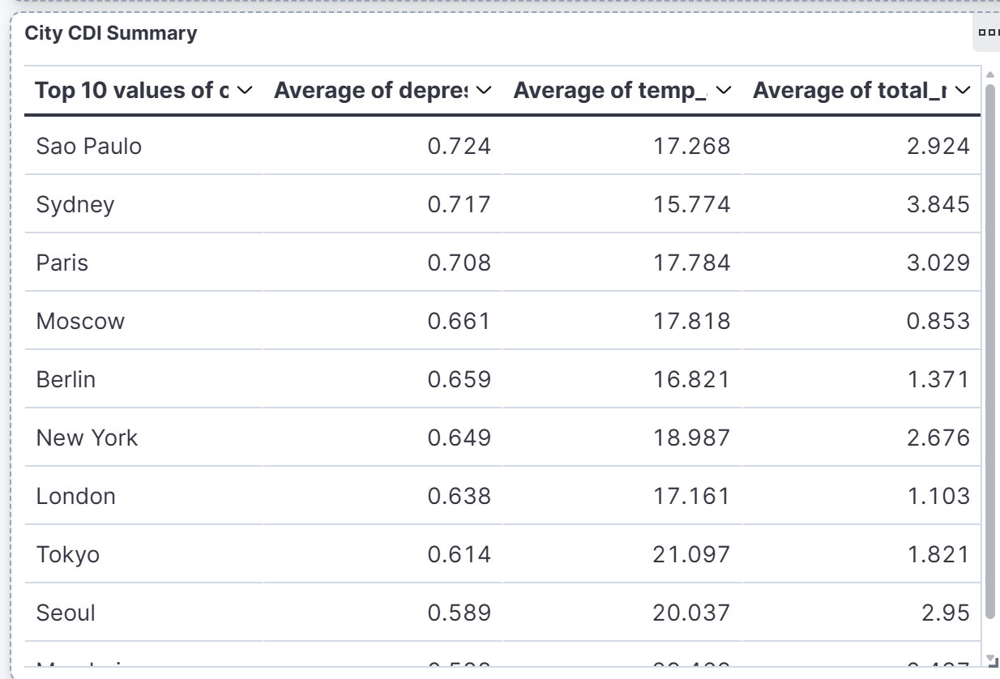 City CDI Summary
Top 10 values of c Average of depres Average of temp_ Average of total_r
Sao Paulo 0.724 17.268 2.924
Sydney 0.717 15.774 3.845
Paris 0.708 17.784 3.029
Moscow 0.661 17.818 0.853
Berlin 0.659 16.821 1.371
New York 0.649 18.987 2.676
London 0.638 17.161 1.103
Tokyo 0.614 21.097 1.821
Seoul 0.589 20.037 2.95